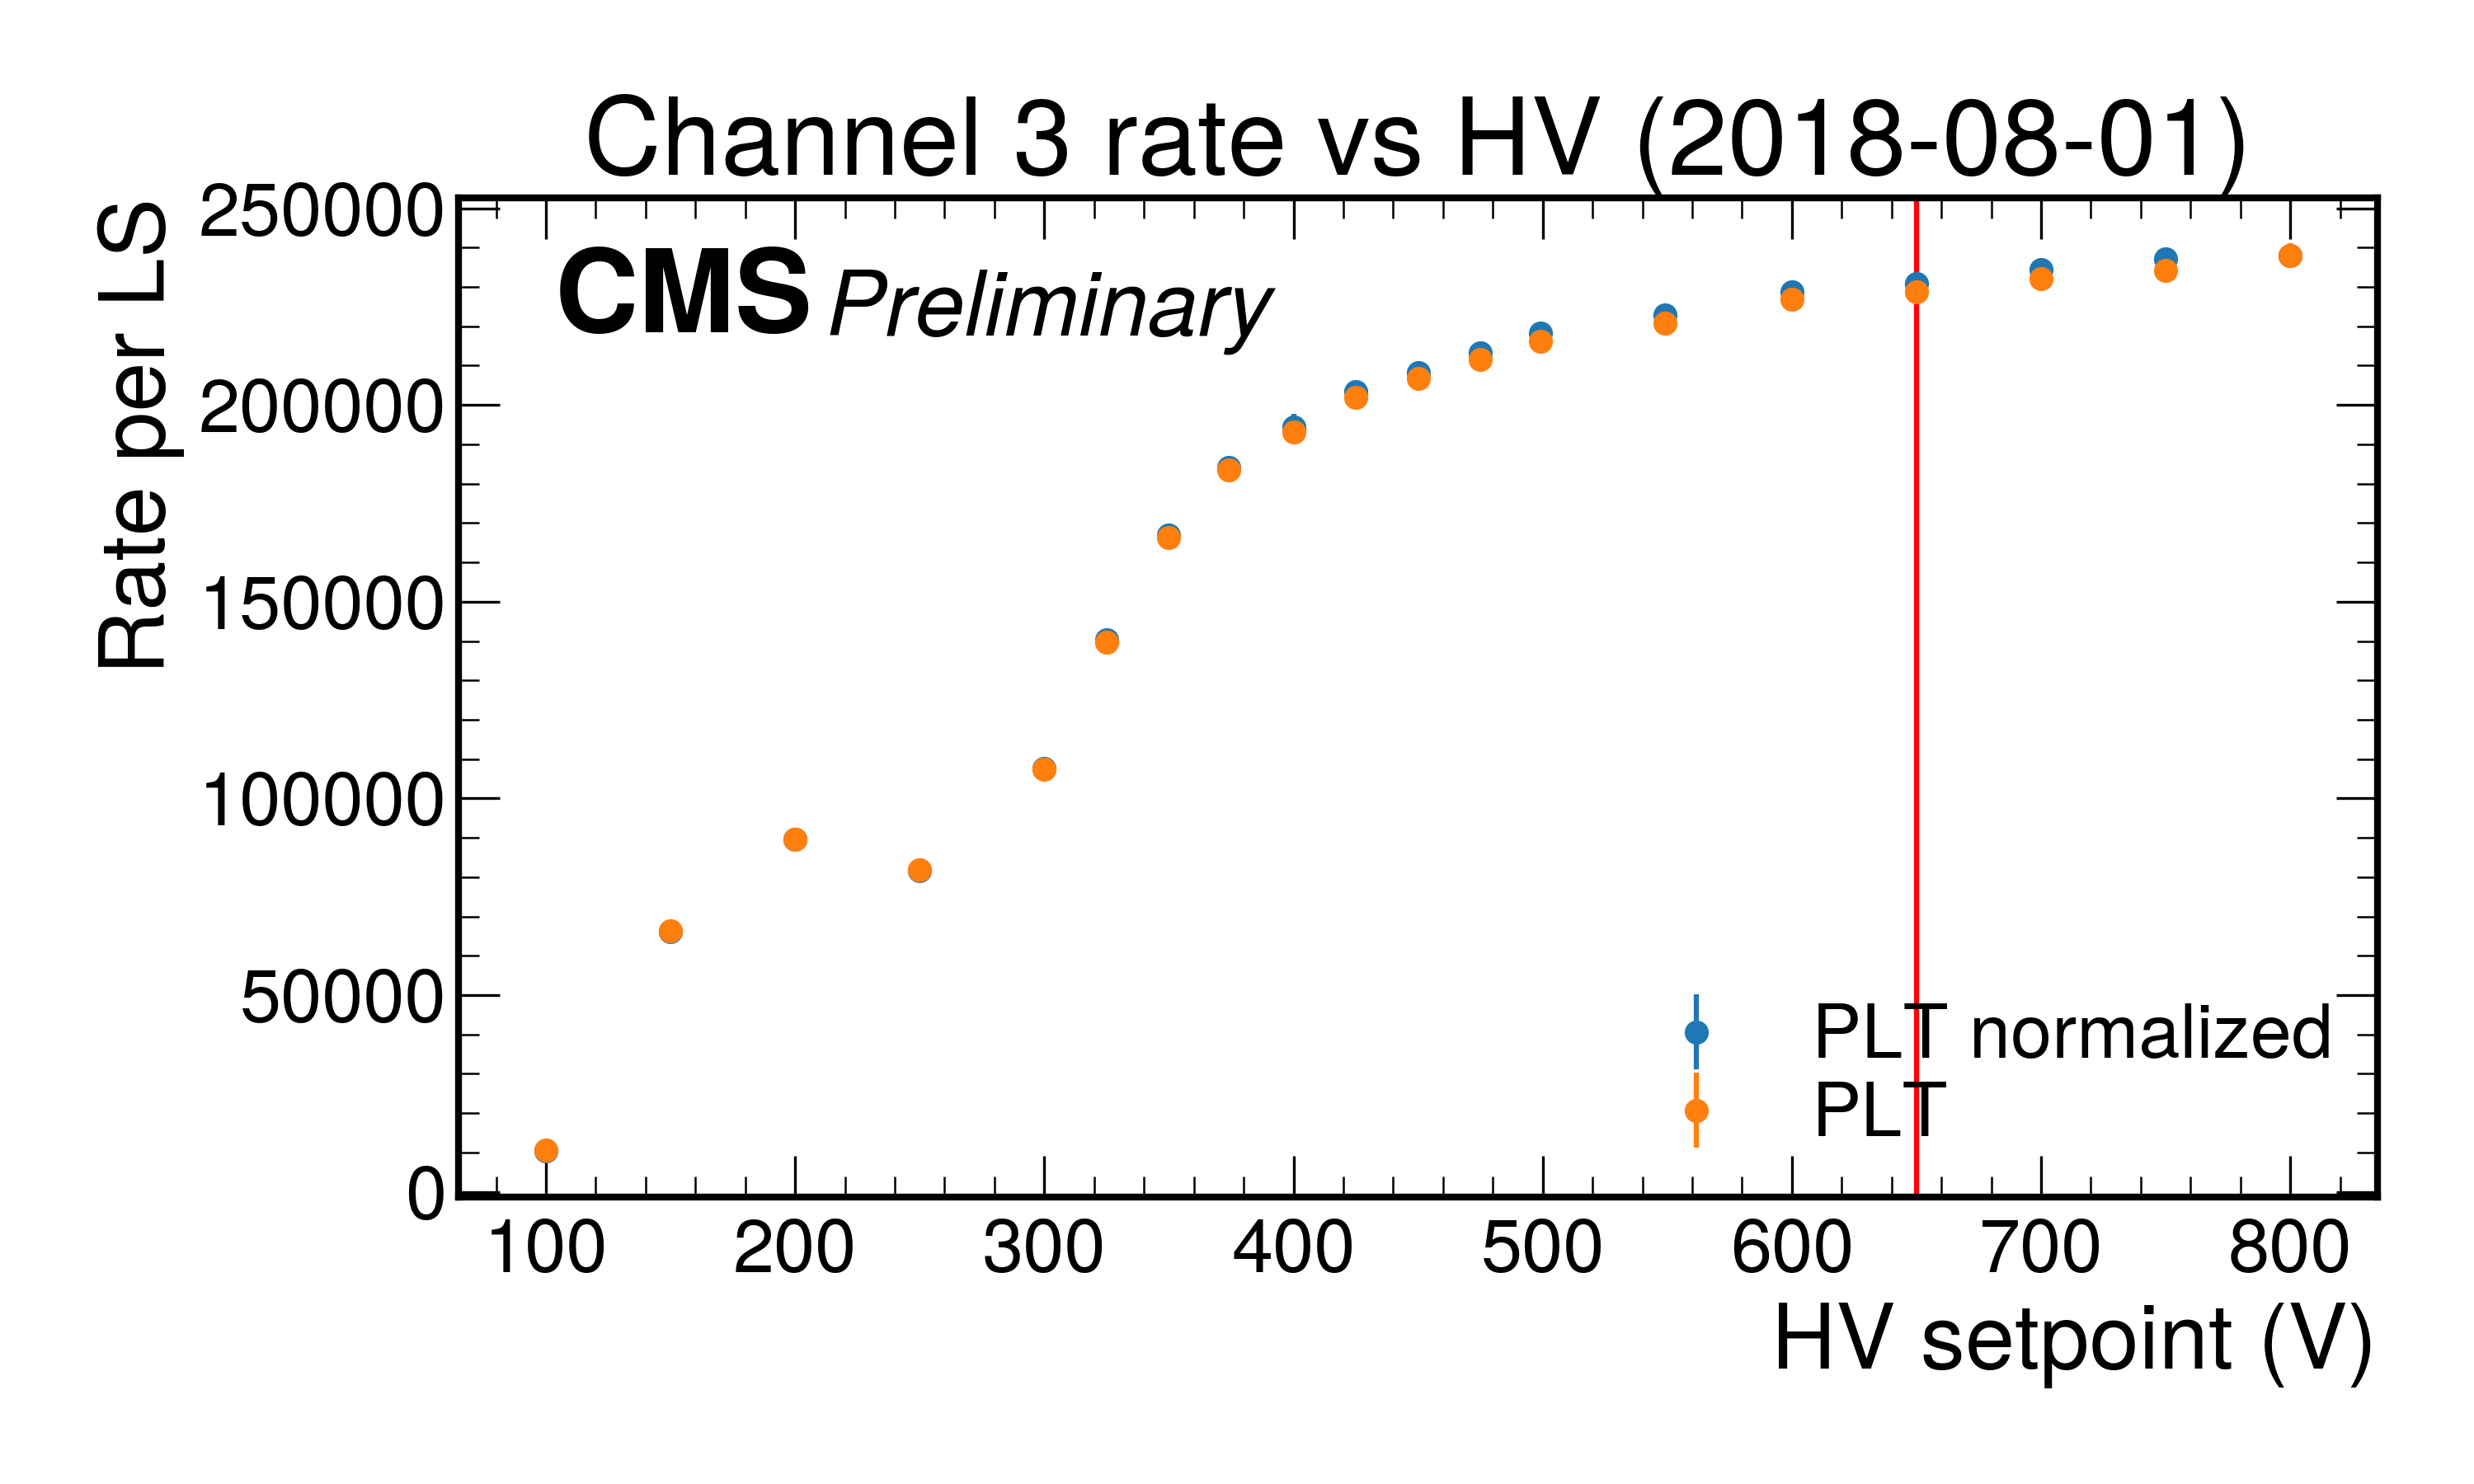 Channel 3 rate vs HV (2018-08-01)
CMS Preliminary
Rate per LS
250000
200000
150000
100000
50000
0
PLT normalized
PLT
100 200 300 400 500 600 700 800
HV setpoint (V)